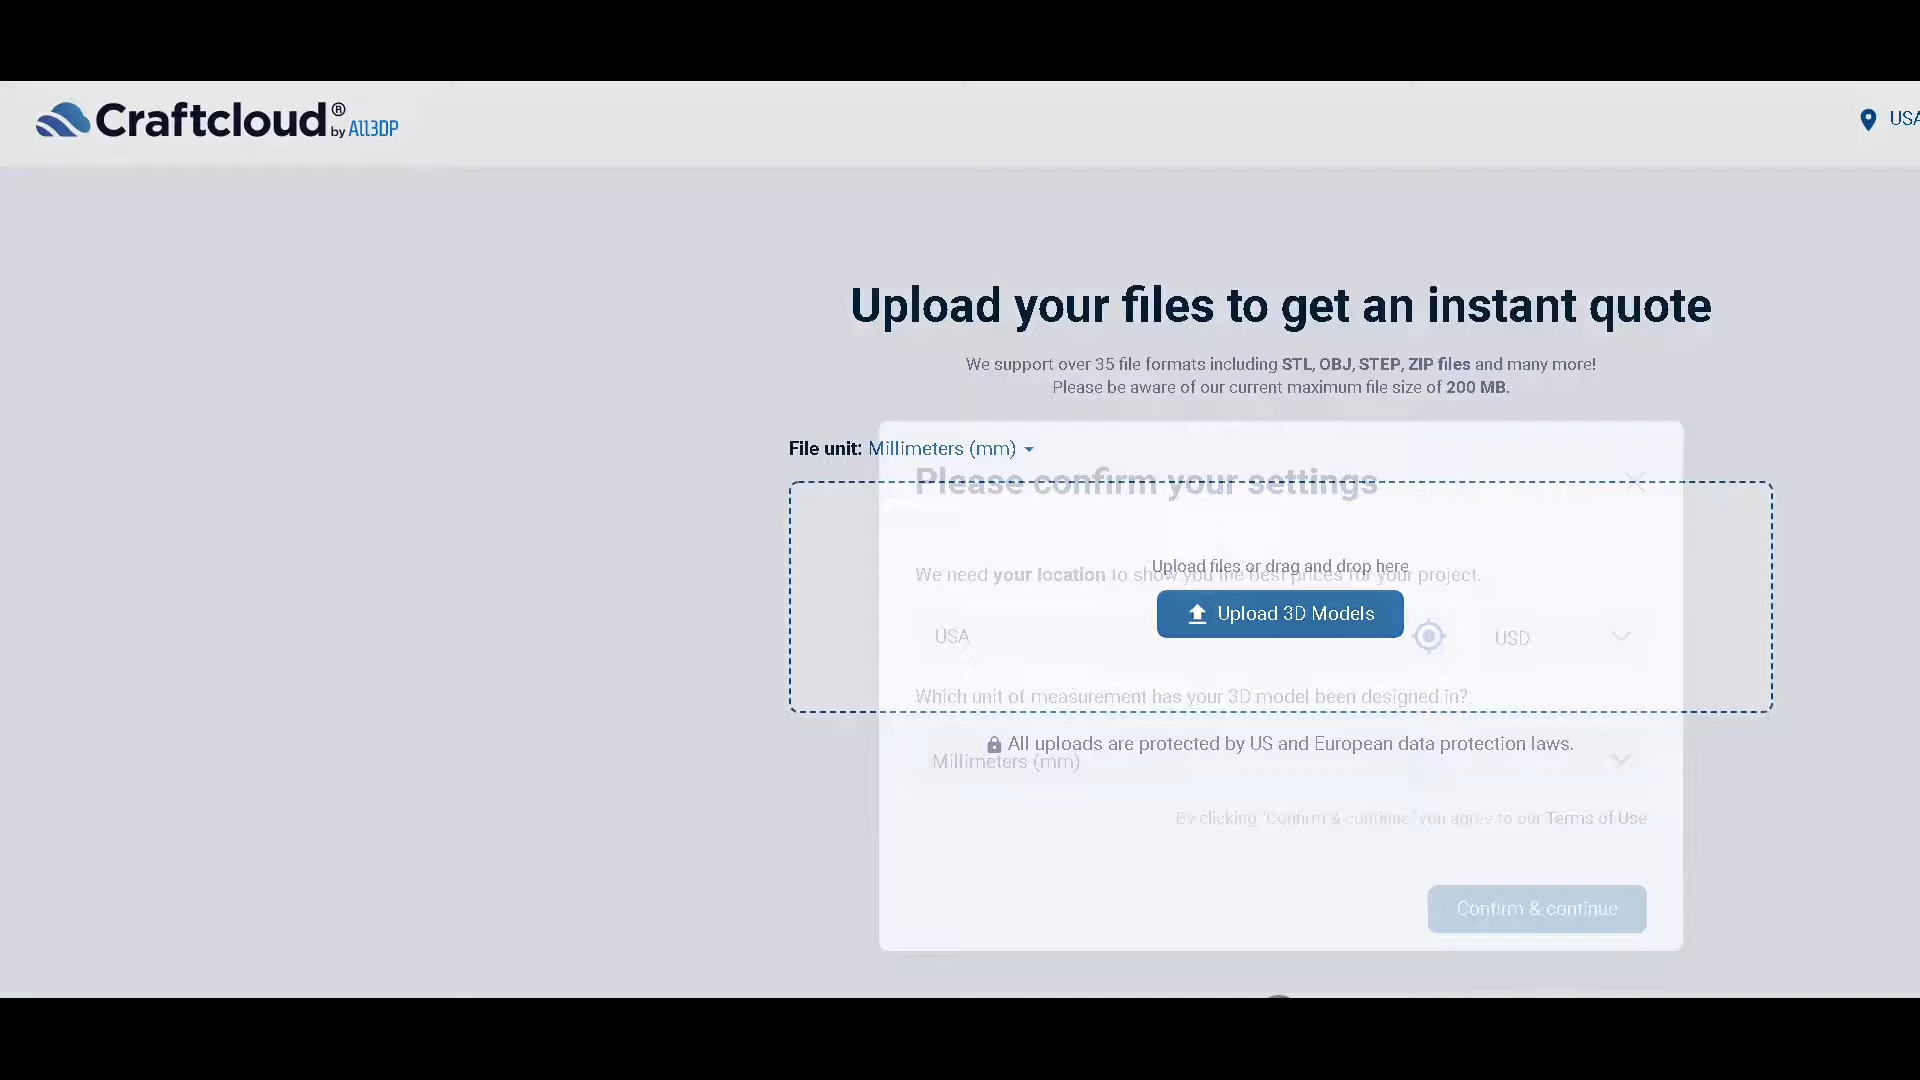 Craftcloud® by All3DP
USA
Upload your files to get an instant quote
We support over 35 file formats including STL, OBJ, STEP, ZIP files and many more!
Please be aware of our current maximum file size of 200 MB.
File unit: Millimeters (mm)
Please confirm your settings
Upload files or drag and drop here
We need your location to show you the best prices for your project.
Upload 3D Models
USA
USD
Which unit of measurement has your 3D model been designed in?
All uploads are protected by US and European data protection laws.
Millimeters (mm)
By clicking "Confirm & continue" you agree to our Terms of Use
Confirm & continue